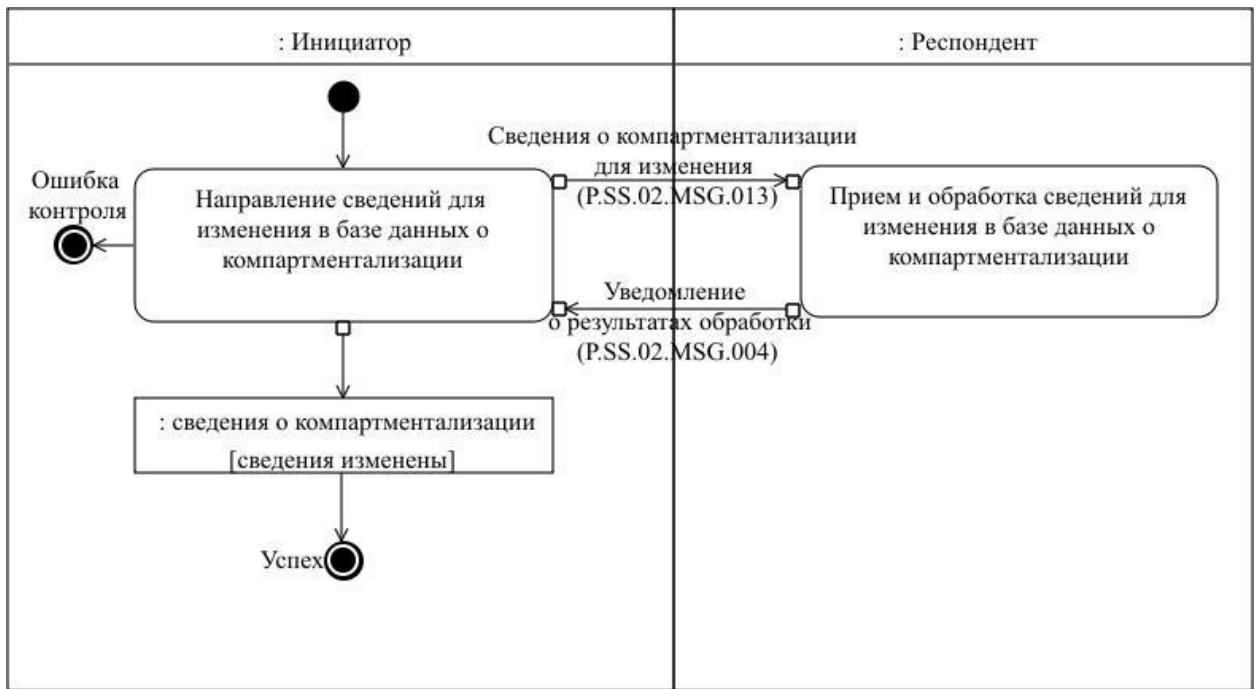 : Инициатор
: Респондент
Сведения о компартментализации
для изменения
(P.SS.02.MSG.013)
Ошибка
контроля
Направление сведений для
изменения в базе данных о
компартментализации
Прием и обработка сведений для
изменения в базе данных о
компартментализации
Уведомление
о результатах обработки
(P.SS.02.MSG.004)
: сведения о компартментализации
[сведения изменены]
Успех